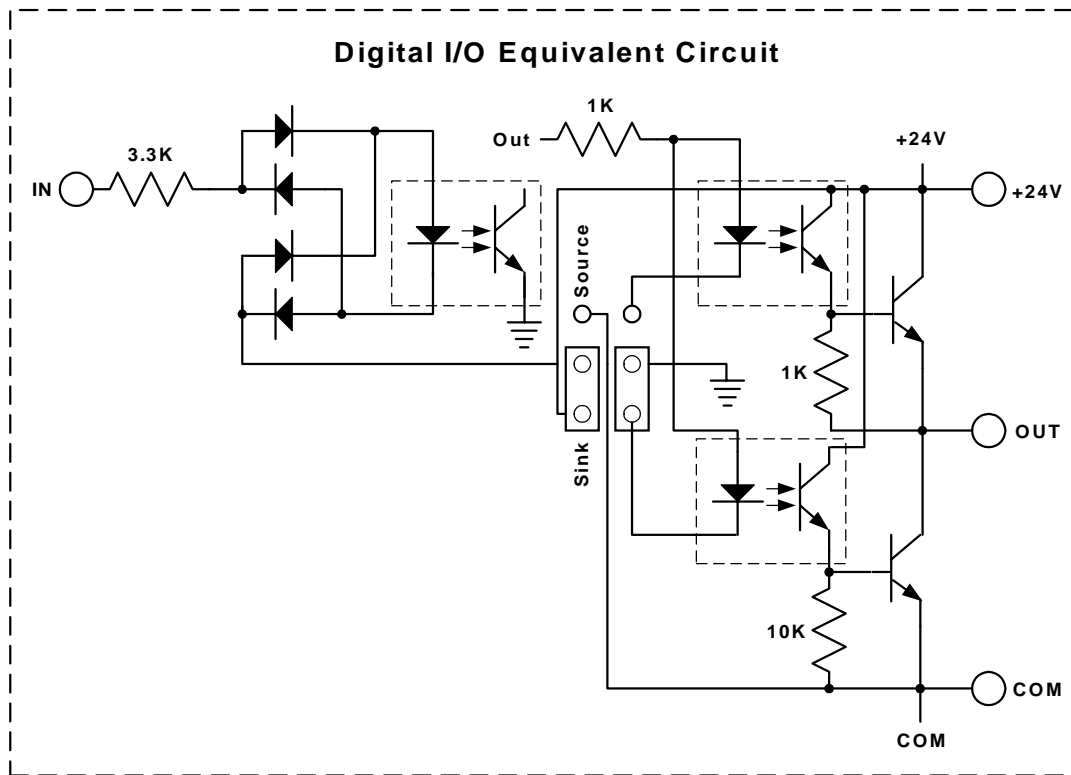 Digital I/O Equivalent Circuit
1K
Out
+24V
3.3K
IN
+24V
Source
1K
OUT
Sink
10K
COM
COM